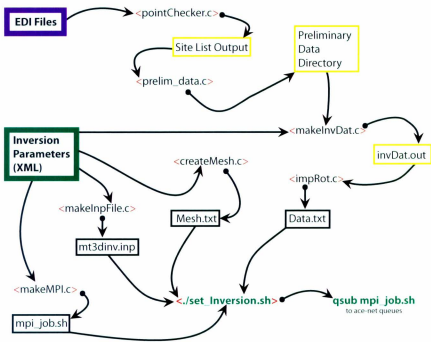 EDI Files
<pointChecker.c>
Site List Output
<prelim_data.c>
Preliminary
Data
Directory
<makeInvDat.c>
invDat.out
Inversion
Parameters
(XML)
<createMesh.c>
<impRot.c>
<makeInpFile.c>
Mesh.txt
Data.txt
mt3dinv.inp
<makeMPI.c>
<./set_Inversion.sh>
qsub mpi_job.sh
to ace-net queues
mpi_job.sh